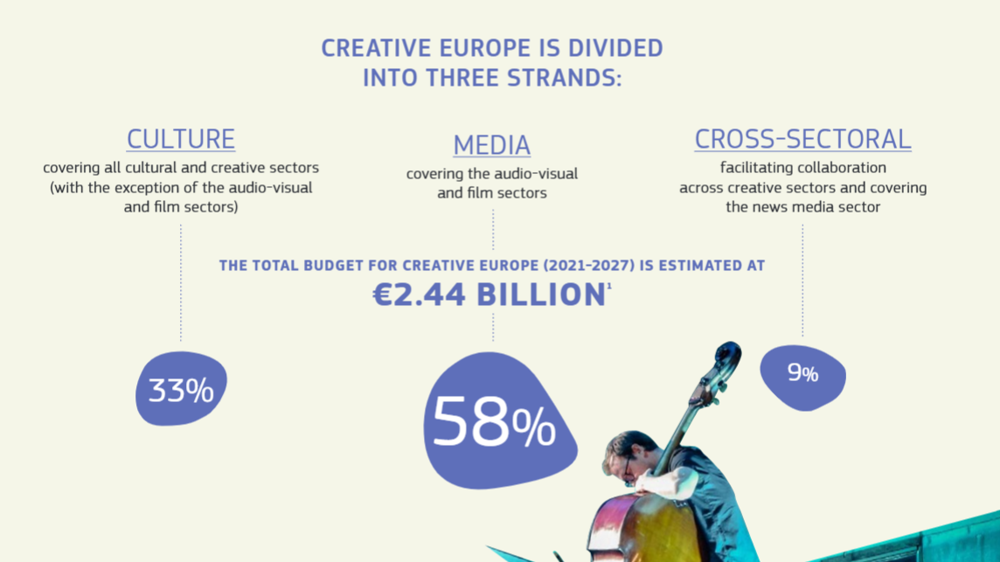 CREATIVE EUROPE IS DIVIDED
INTO THREE STRANDS:
CULTURE
covering all cultural and creative sectors
(with the exception of the audio-visual
and film sectors)
MEDIA
covering the audio-visual
and film sectors
CROSS-SECTORAL
facilitating collaboration
across creative sectors and covering
the news media sector
THE TOTAL BUDGET FOR CREATIVE EUROPE (2021-2027) IS ESTIMATED AT
€2.44 BILLION¹
33%
58%
9%